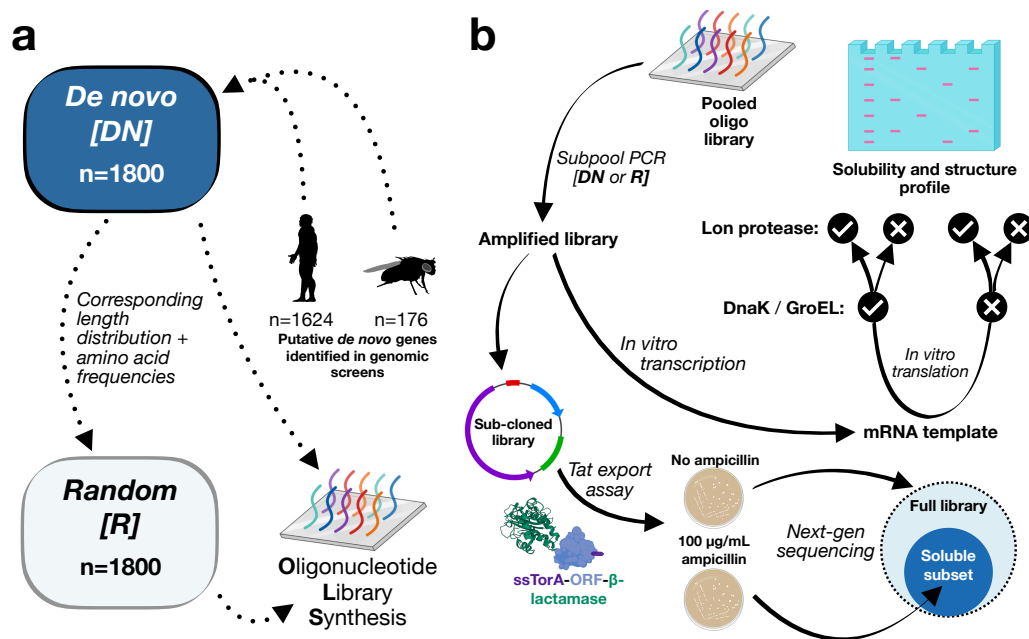 a
De novo
[DN]
n=1800
n=1624
n=176
Putative de novo genes
identified in genomic
screens
Corresponding
length
distribution +
amino acid
frequencies
Random
[R]
n=1800
Oligonucleotide
Library
Synthesis
b
Pooled
oligo
library
Subpool PCR
[DN or R]
Amplified library
Solubility and structure
profile
Lon protease:
DnaK / GroEL:
In vitro
translation
In vitro
transcription
mRNA template
Sub-cloned
library
Tat export
assay
ssTorA-ORF-β-
lactamase
No ampicillin
100 µg/mL
ampicillin
Next-gen
sequencing
Full library
Soluble
subset